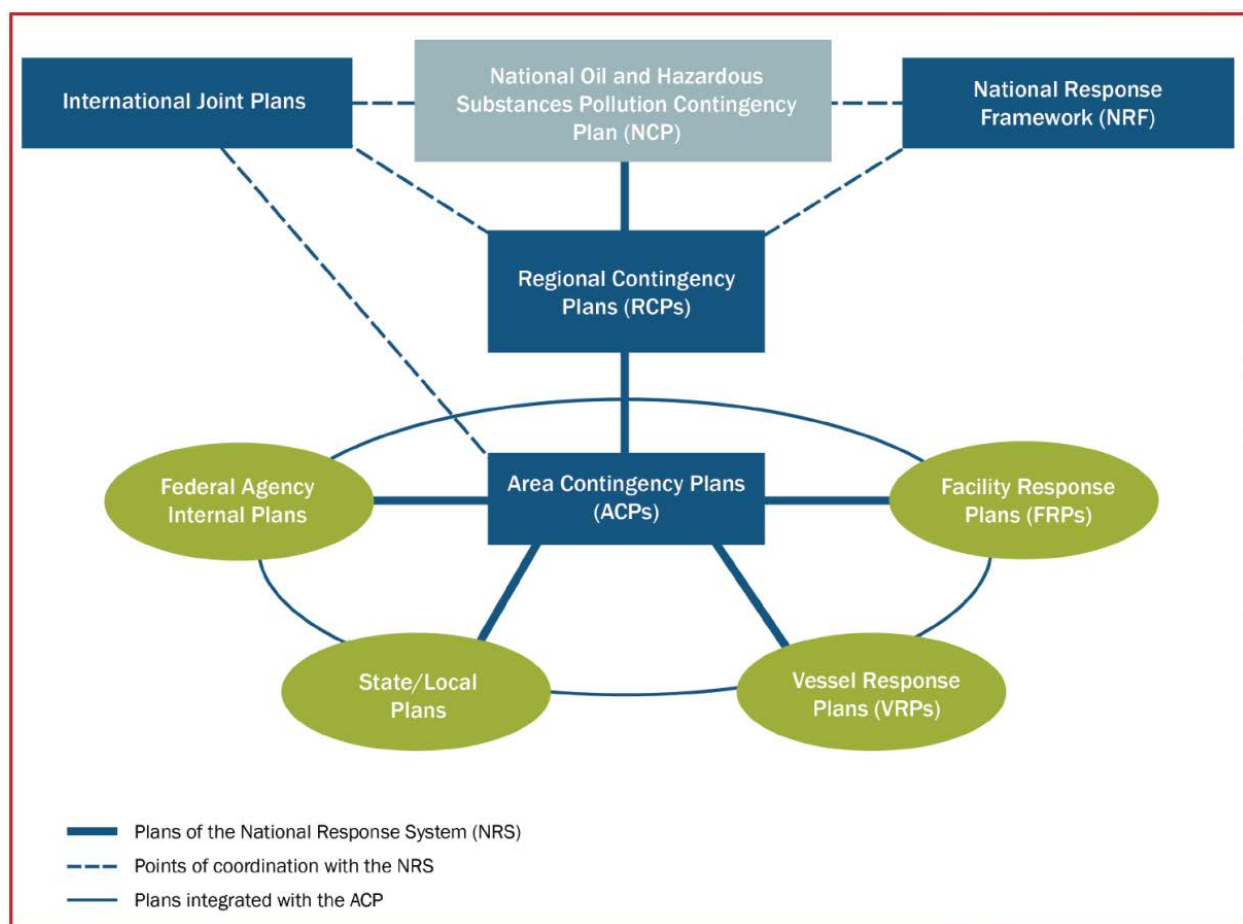 International Joint Plans
National Oil and Hazardous
Substances Pollution Contingency
Plan (NCP)
National Response
Framework (NRF)
Regional Contingency
Plans (RCPs)
Federal Agency
Internal Plans
Area Contingency Plans
(ACPs)
Facility Response
Plans (FRPs)
State/Local
Plans
Vessel Response
Plans (VRPs)
Plans of the National Response System (NRS)
Points of coordination with the NRS
Plans integrated with the ACP